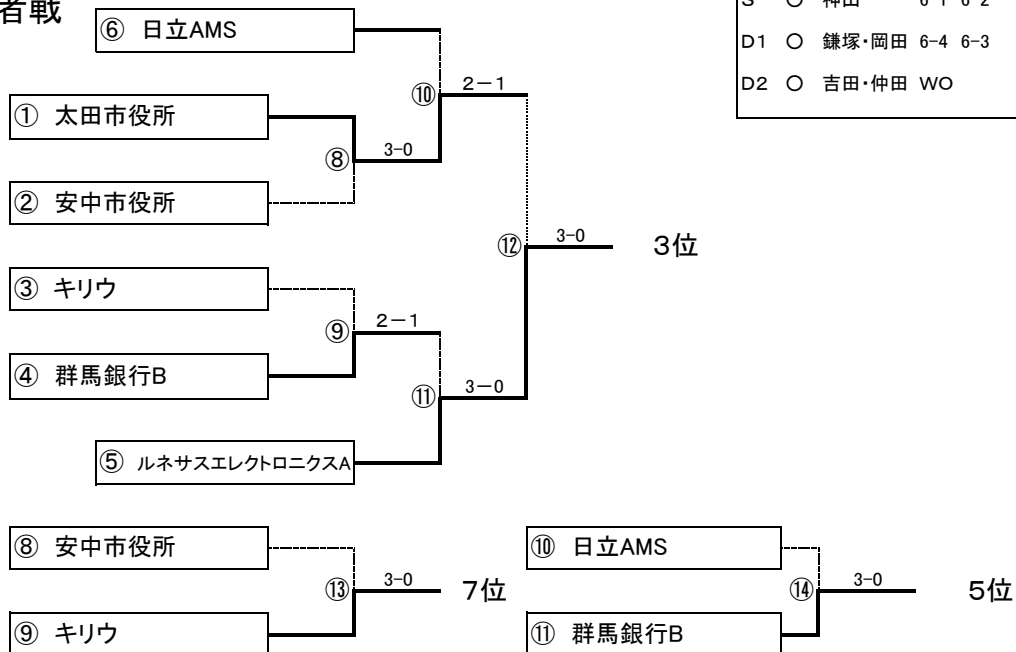 者戦
S ○ 神田 6-1 6-2
D1 ○ 鎌塚・岡田 6-4 6-3
D2 ○ 吉田・仲田 WO
⑥ 日立AMS
⑩ 2-1
① 太田市役所
⑧ 3-0
② 安中市役所
⑫ 3-0 3位
③ キリウ
⑨ 2-1
④ 群馬銀行B
⑪ 3-0
⑤ ルネサスエレクトロニクスA
⑧ 安中市役所
⑬ 3-0 7位
⑨ キリウ
⑩ 日立AMS
⑭ 3-0 5位
⑪ 群馬銀行B